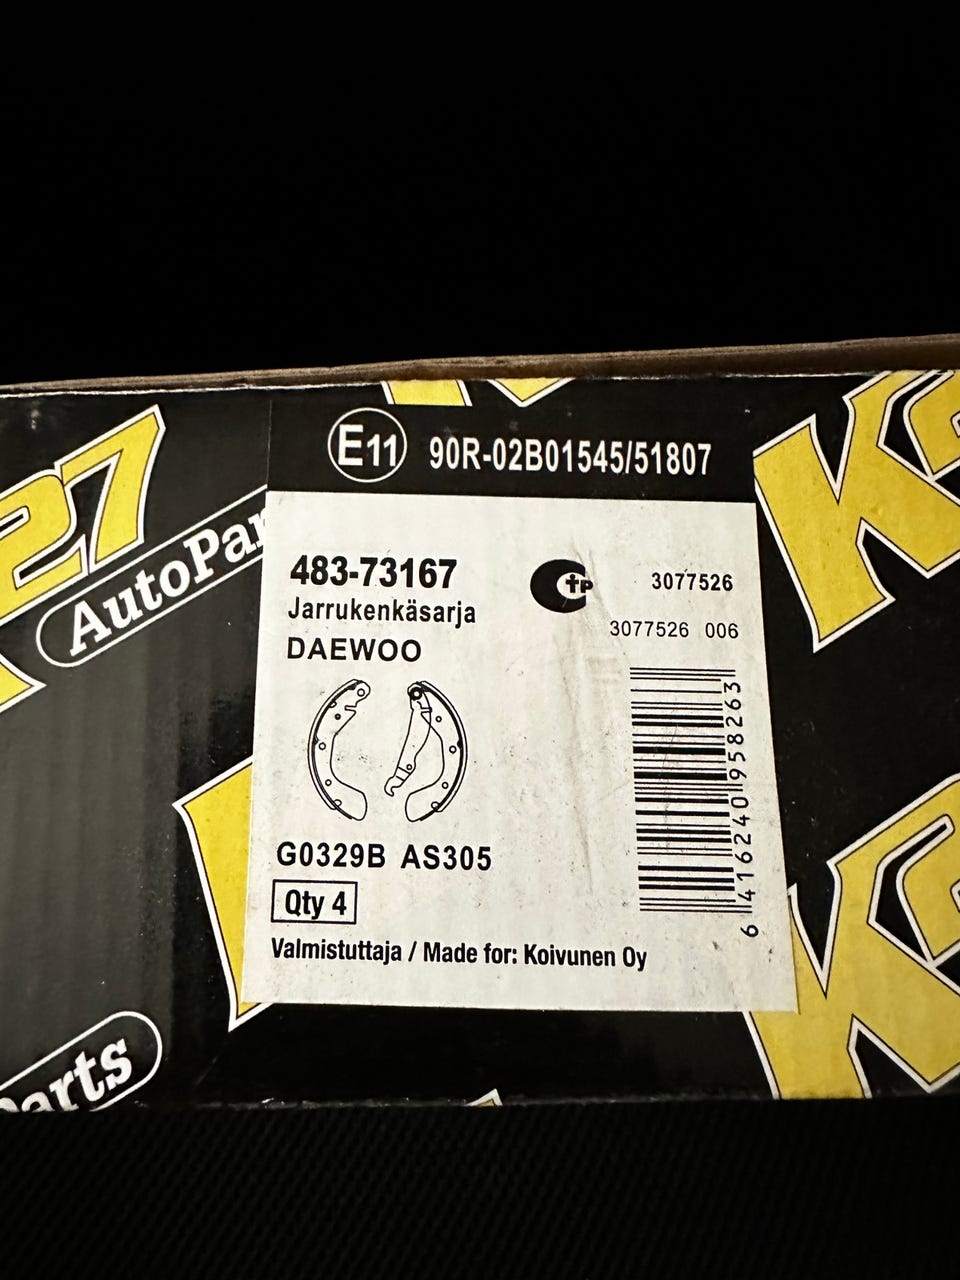 27
AutoPar
E11 90R-02B01545/51807
483-73167
Jarrukenkäsarja
DAEWOO
3077526
3077526 006
6 416240 958263
G0329B AS305
Qty 4
Valmistuttaja / Made for: Koivunen Oy
arts